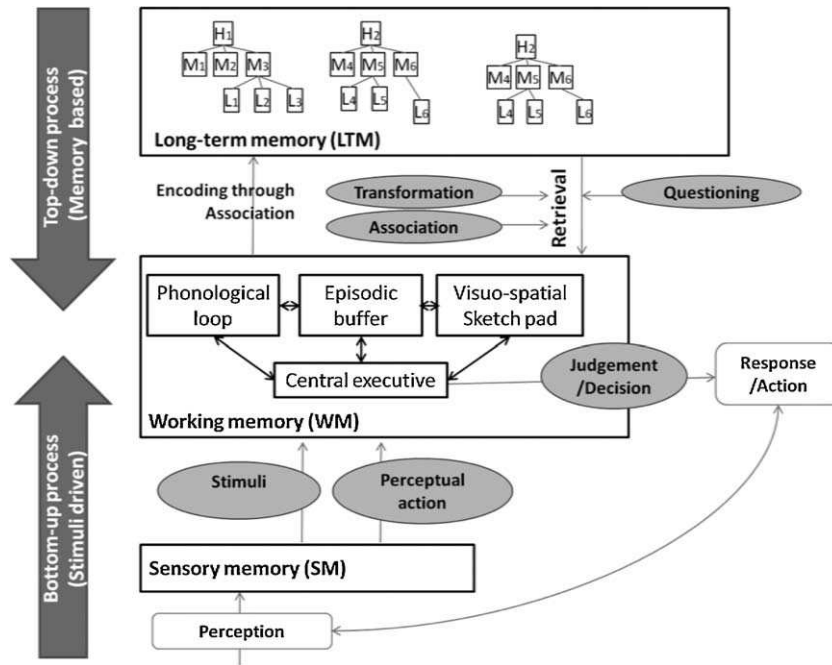 Top-down process
(Memory based)
H1
M1 M2 M3
L1 L2 L3
H2
M4 M5 M6
L4 L5 L6
H2
M4 M5 M6
L4 L5 L6
Long-term memory (LTM)
Encoding through
Association
Transformation
Association
Retrieval
Questioning
Phonological
loop
Episodic
buffer
Visuo-spatial
Sketch pad
Central executive
Working memory (WM)
Judgement
/Decision
Response
/Action
Bottom-up process
(Stimuli driven)
Stimuli
Perceptual
action
Sensory memory (SM)
Perception